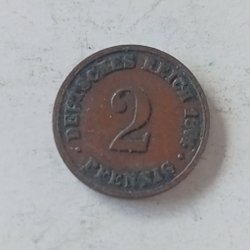 DEUTSCHES REICH
2
PFENNIG